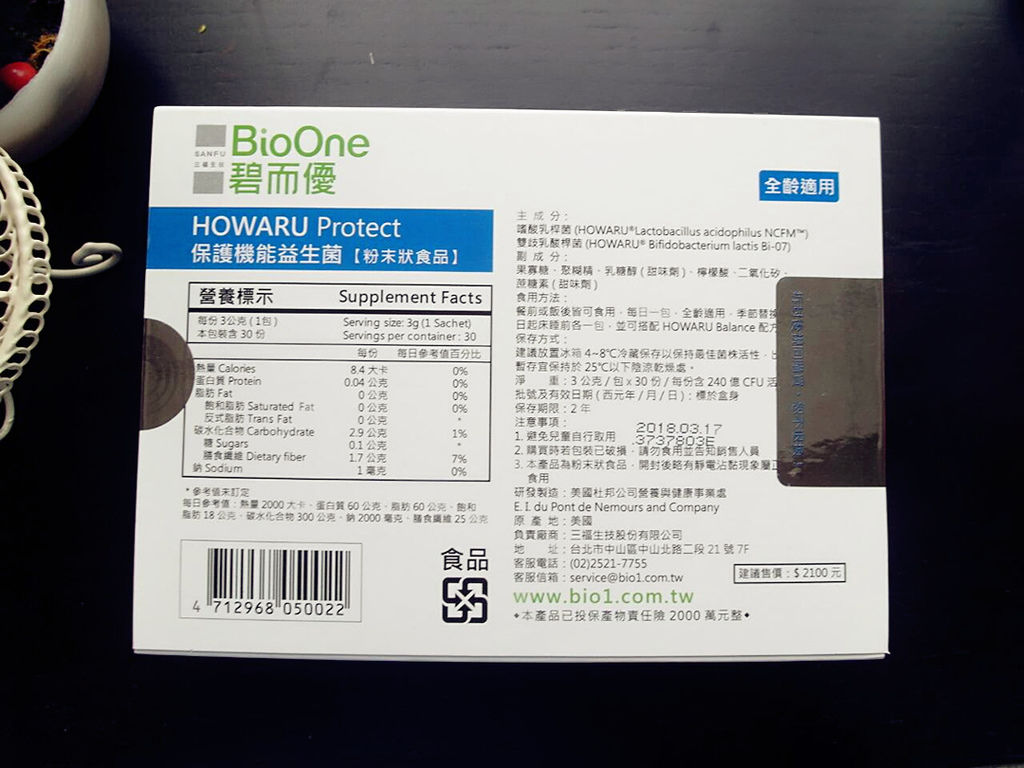 SANFU
三福生技
BioOne
碧而優
全齡適用
HOWARU Protect
保護機能益生菌【粉末狀食品】
營養標示 Supplement Facts
每份3公克(1包) Serving size: 3g (1 Sachet)
本包裝含30份 Servings per container: 30
每份 每日參考值百分比
熱量 Calories 8.4 大卡 0%
蛋白質 Protein 0.04 公克 0%
脂肪 Fat 0 公克 0%
飽和脂肪 Saturated Fat 0 公克 0%
反式脂肪 Trans Fat 0 公克 *
碳水化合物 Carbohydrate 2.9 公克 1%
糖 Sugars 0.1 公克 *
膳食纖維 Dietary fiber 1.7 公克 7%
鈉 Sodium 1 毫克 0%
*參考值未訂定
每日參考值:熱量 2000 大卡、蛋白質 60 公克、脂肪 60 公克、飽和
脂肪 18 公克、碳水化合物 300 公克、鈉 2000 毫克、膳食纖維 25 公克
4 712968 050022
食品
主 成 分:
嗜酸乳桿菌 (HOWARU®Lactobacillus acidophilus NCFM™)
雙歧乳酸桿菌 (HOWARU® Bifidobacterium lactis Bi-07)
副 成 分:
果寡糖、聚糊精、乳糖醇(甜味劑)、檸檬酸、二氧化矽、
蔗糖素(甜味劑)
食用方法:
餐前或飯後皆可食用,每日一包,全齡適用,季節替換
日起床睡前各一包,並可搭配 HOWARU Balance 配方
保存方式:
建議放置冰箱 4~8℃冷藏保存以保持最佳菌株活性,
暫存宜保持於 25℃以下陰涼乾燥處。
淨 重:3 公克/包 x 30 份/每份含 240 億 CFU 活
批號及有效日期(西元年/月/日):標於盒身
保存期限:2 年
注意事項:
1. 避免兒童自行取用
2018.03.17
.3737803E
2. 購買時若包裝已破損,請勿食用並告知銷售人員
3. 本產品為粉末狀食品,開封後略有靜電沾黏現象屬正
食用
研發製造:美國杜邦公司營養與健康事業處
E. I. du Pont de Nemours and Company
原 產 地:美國
負責廠商:三福生技股份有限公司
地 址:台北市中山區中山北路二段 21 號 7F
客服電話:(02)2521-7755
客服信箱:service@bio1.com.tw
建議售價:$ 2100 元
www.bio1.com.tw
◆本產品已投保產物責任險 2000 萬元整◆